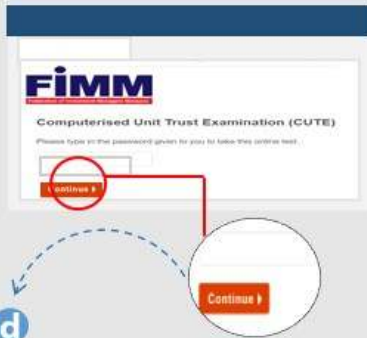 FiMM
Federation of Investment Managers Malaysia
Computerised Unit Trust Examination (CUTE)
Please type in the password given to you to take this online test.
Continue
Continue
d